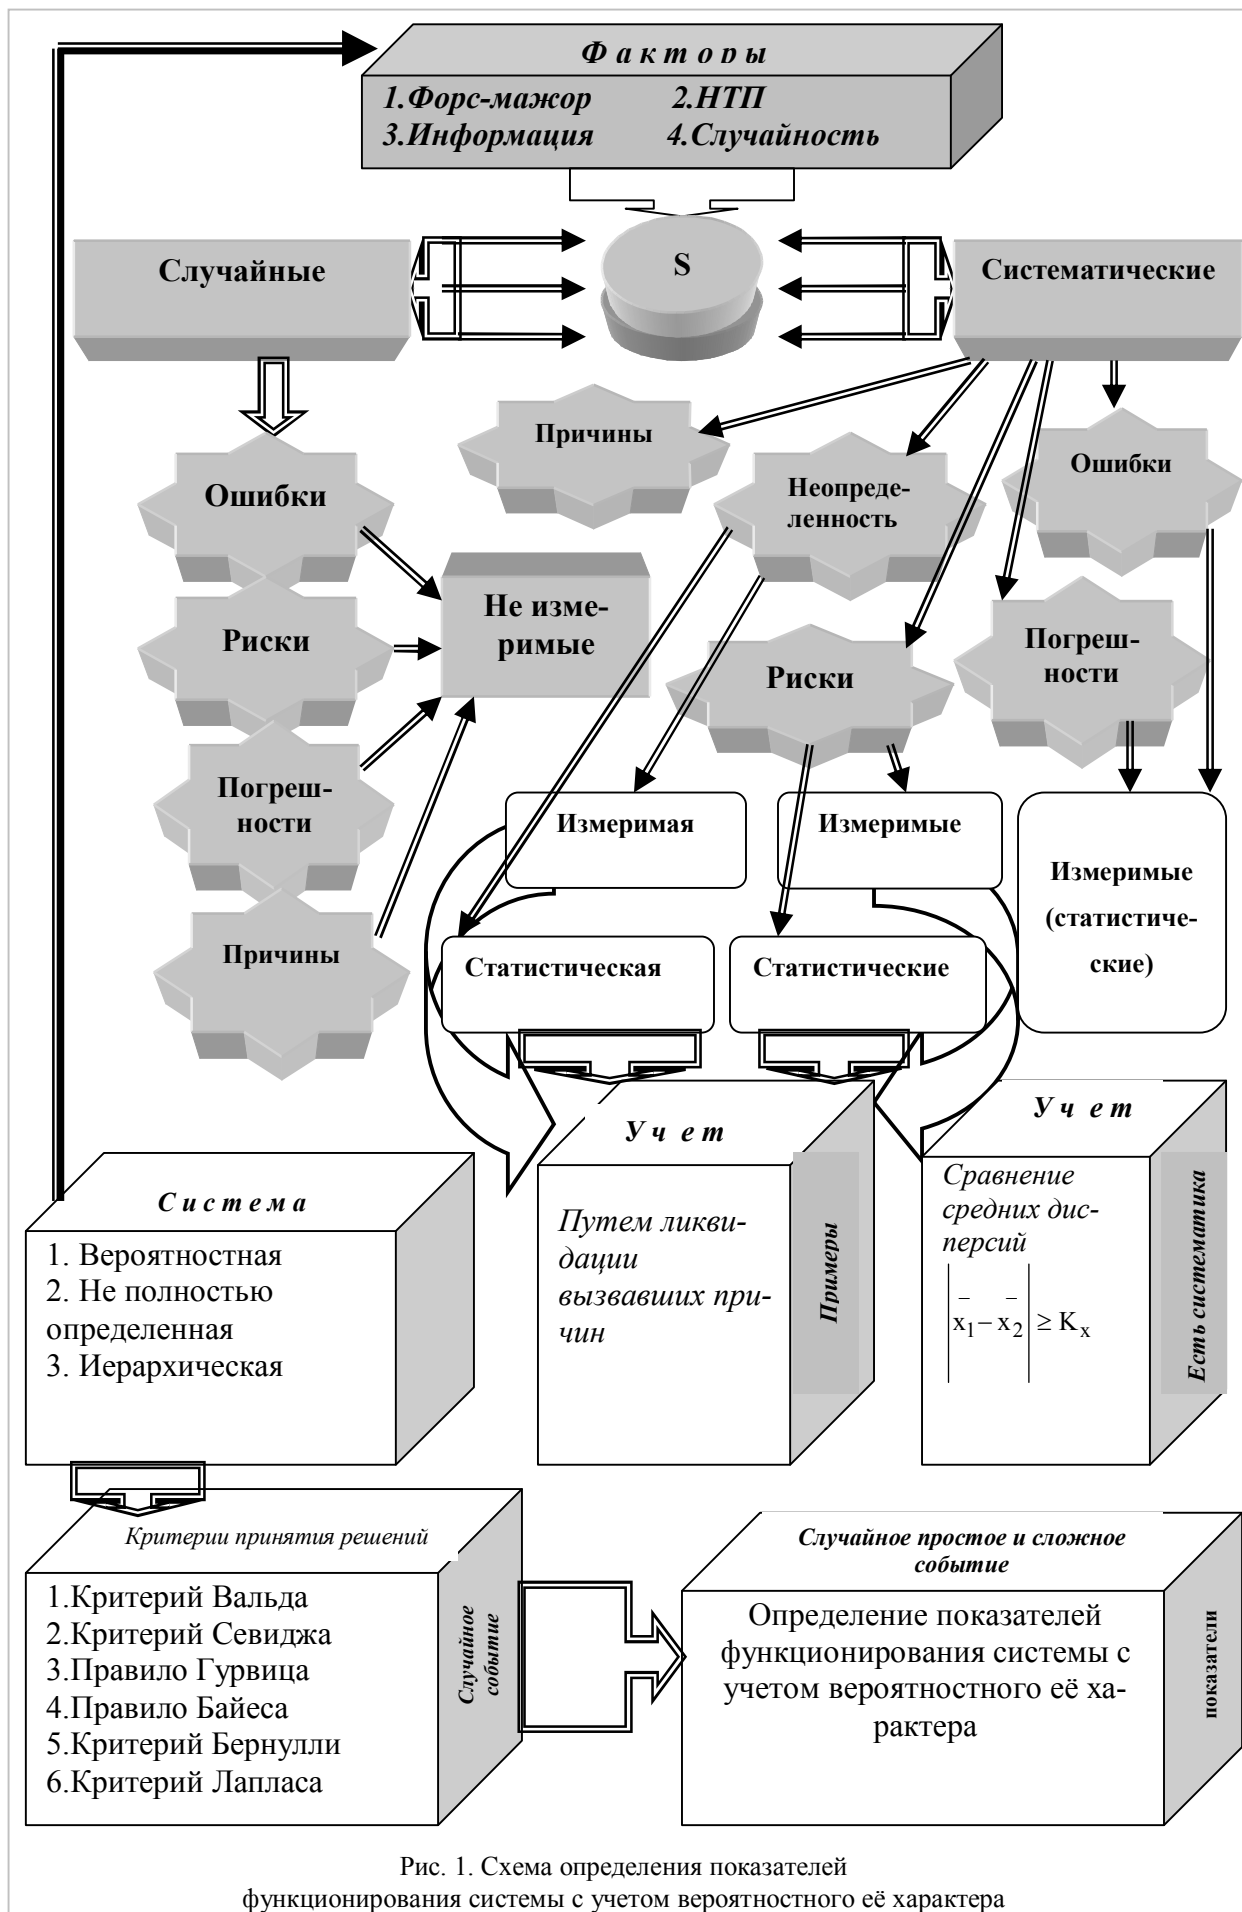 Ф а к т о р ы
1.Форс-мажор 2.НТП
3.Информация 4.Случайность
Случайные
S
Систематические
Причины
Ошибки
Неопреде-
ленность
Ошибки
Не изме-
римые
Риски
Риски
Погреш-
ности
Погреш-
ности
Измеримая
Измеримые
Измеримые
(статистиче-
ские)
Причины
Статистическая
Статистические
У ч е т
Путем ликви-
дации
вызвавших при-
чин
Примеры
У ч е т
Сравнение
средних дис-
персий
|x̄₁ − x̄₂| ≥ Kₓ
Есть систематика
С и с т е м а
1. Вероятностная
2. Не полностью
определенная
3. Иерархическая
Критерии принятия решений
1.Критерий Вальда
2.Критерий Севиджа
3.Правило Гурвица
4.Правило Байеса
5.Критерий Бернулли
6.Критерий Лапласа
Случайное
событие
Случайное простое и сложное
событие
Определение показателей
функционирования системы с
учетом вероятностного её ха-
рактера
показатели
Рис. 1. Схема определения показателей
функционирования системы с учетом вероятностного её характера